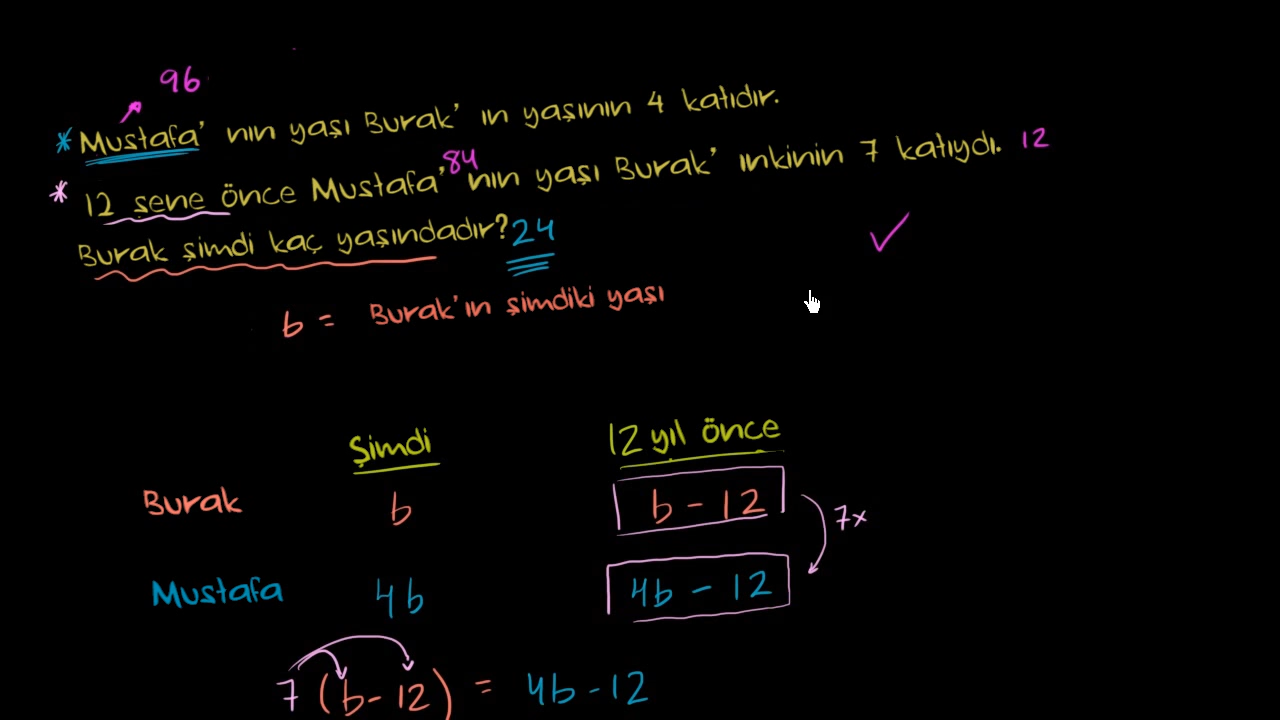 96
* Mustafa' nın yaşı Burak' ın yaşının 4 katıdır.
* 12 sene önce Mustafa' 84 nın yaşı Burak' ınkinin 7 katıydı. 12
Burak şimdi kaç yaşındadır? 24
b = Burak'ın şimdiki yaşı
Şimdi 12 yıl önce
Burak b b - 12 7x
Mustafa 4b 4b - 12
7 (b - 12) = 4b - 12